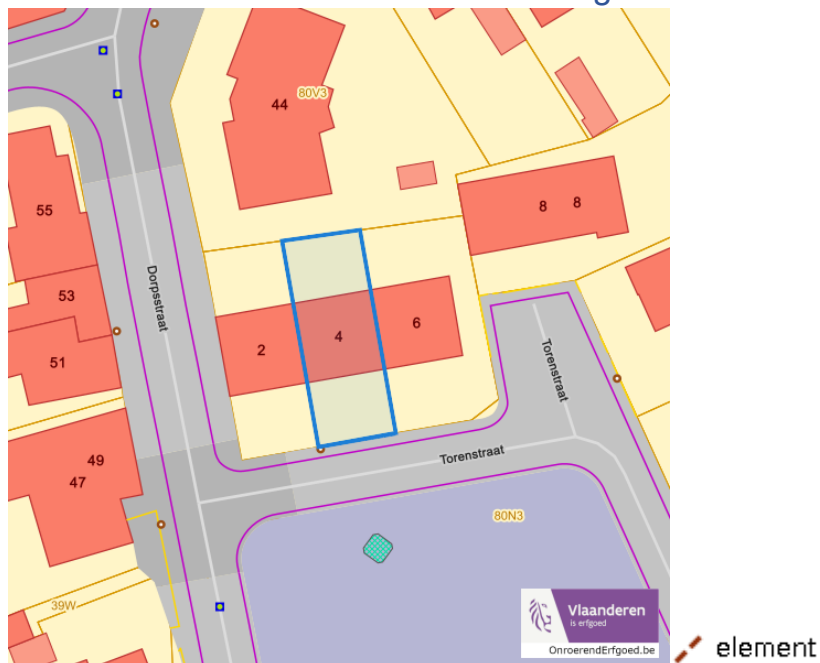 44
80V3
55
8 8
Dorpsstraat
53
2
4
6
51
Torenstraat
49
47
Torenstraat
80N3
39W
Vlaanderen
is erfgoed
OnroerendErfgoed.be
element